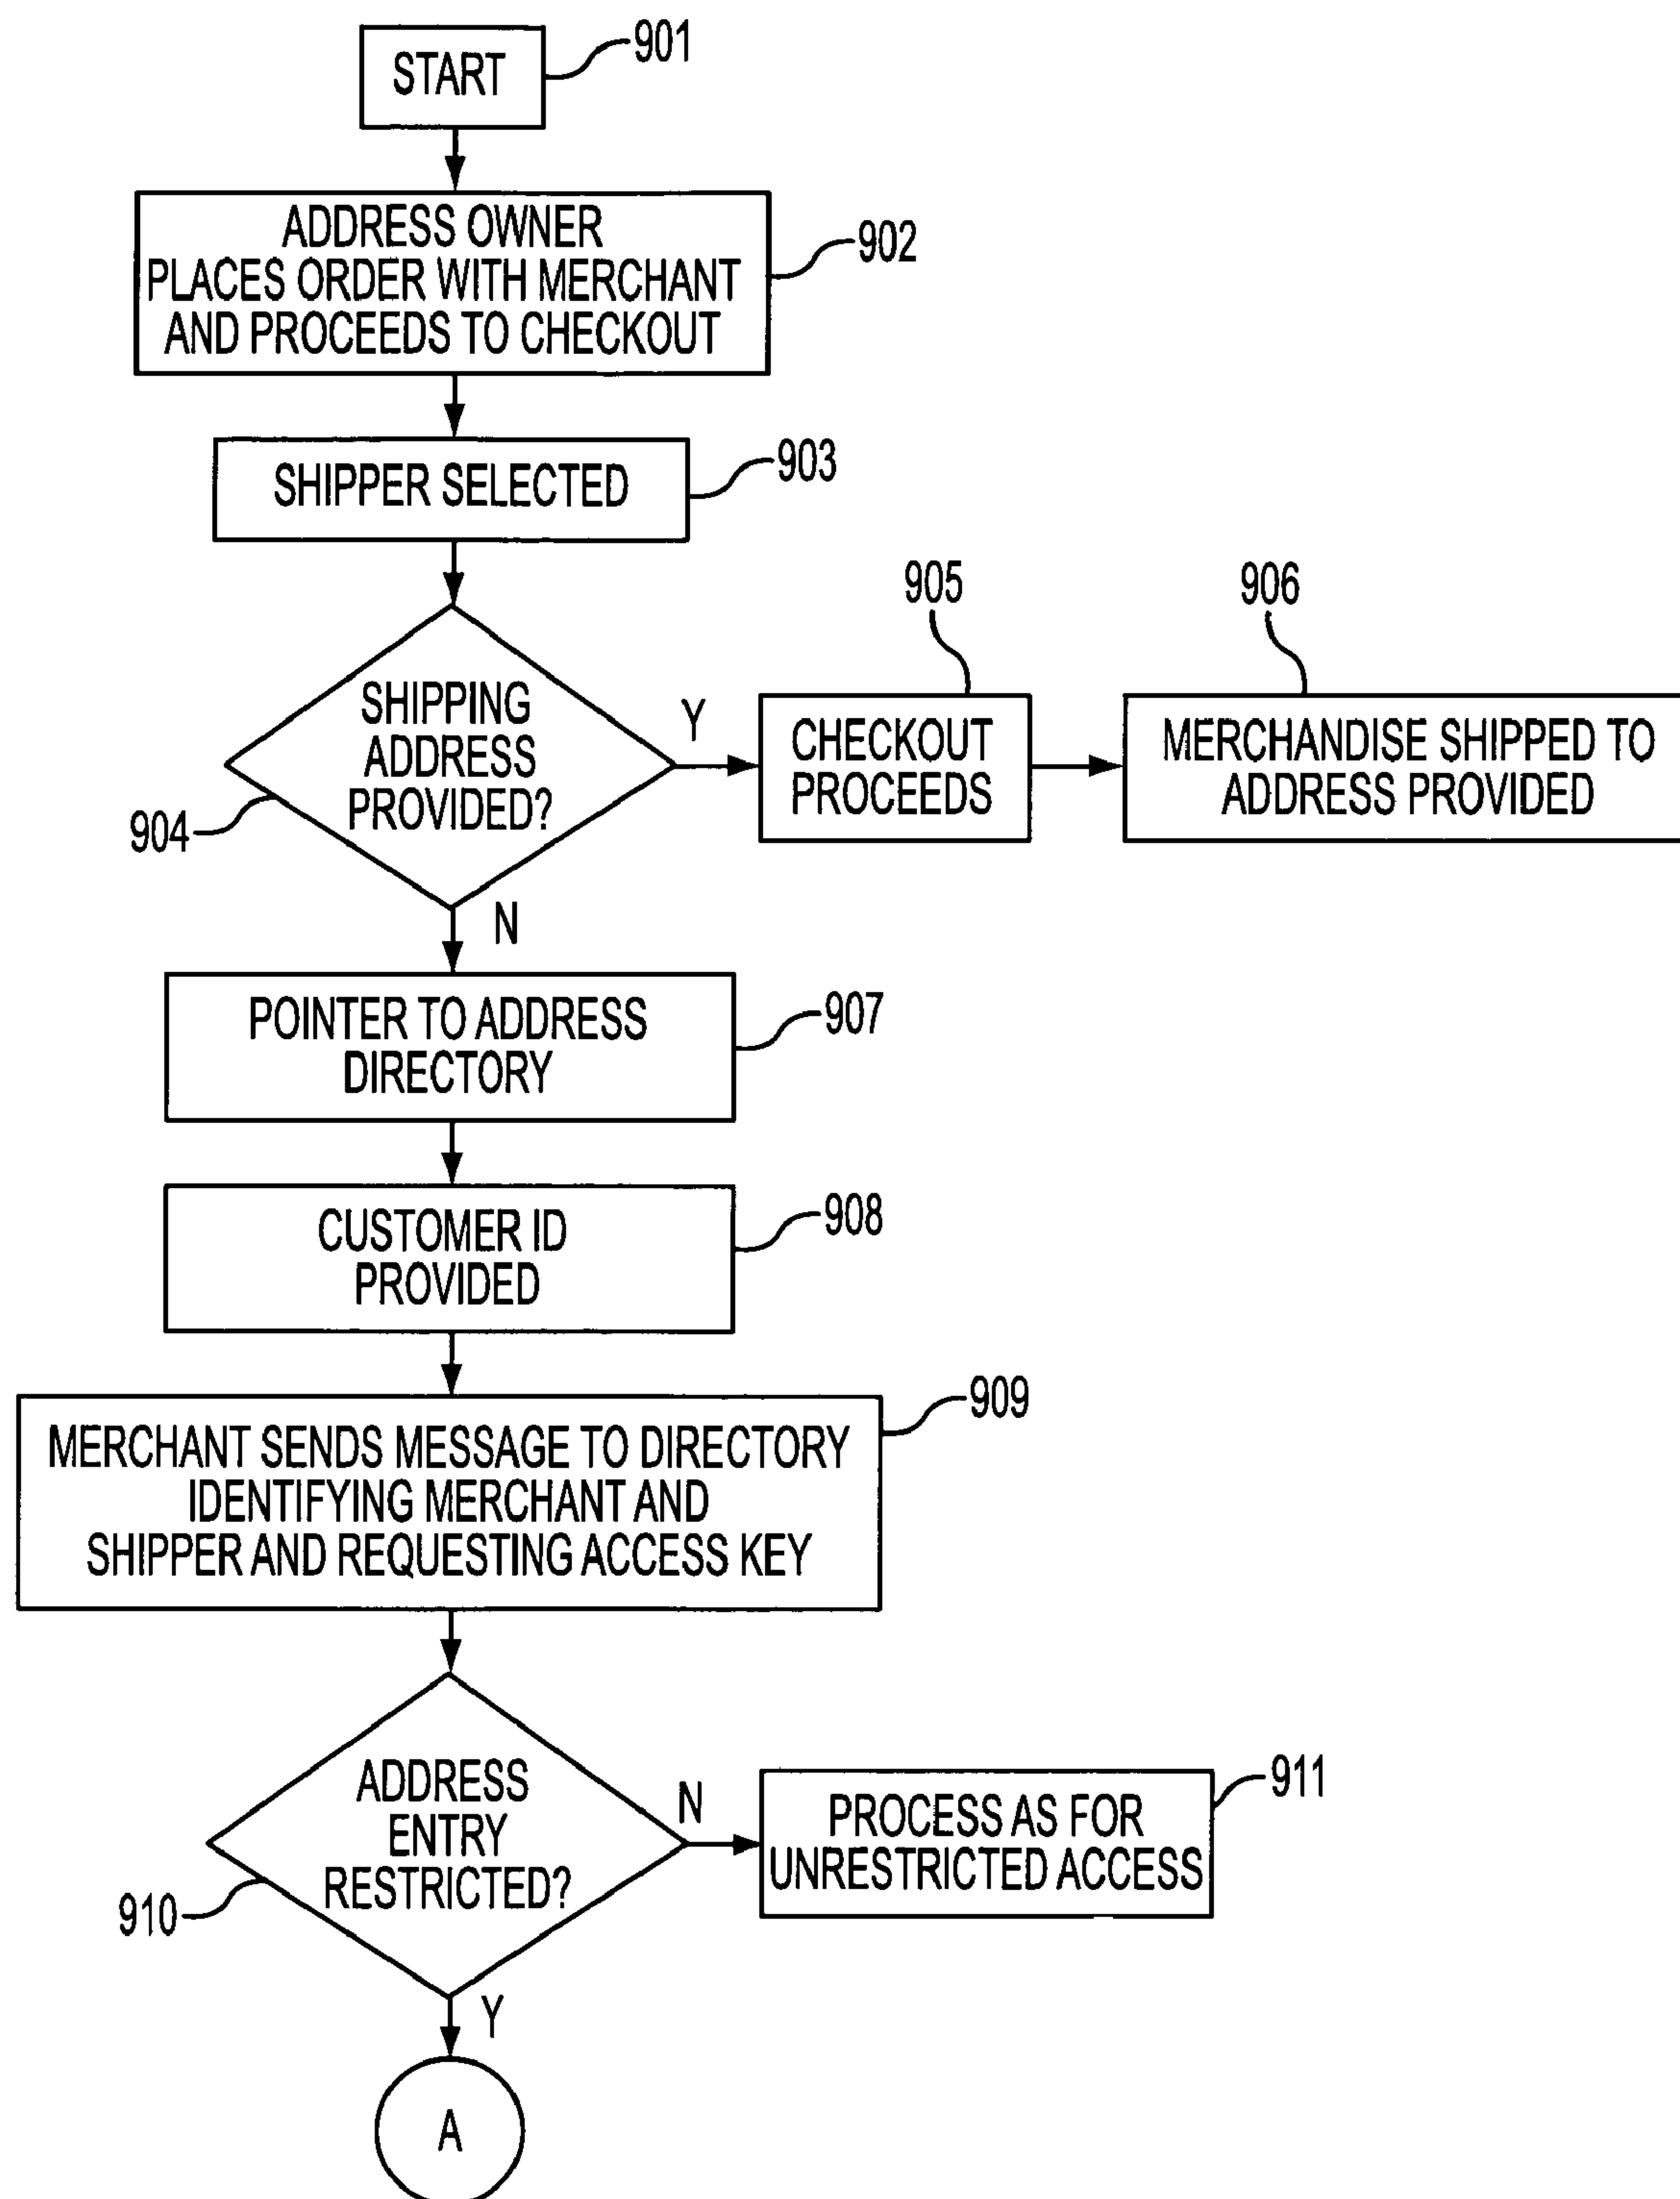 START
901
ADDRESS OWNER
PLACES ORDER WITH MERCHANT
AND PROCEEDS TO CHECKOUT
902
SHIPPER SELECTED
903
SHIPPING
ADDRESS
PROVIDED?
904
Y
905
CHECKOUT
PROCEEDS
906
MERCHANDISE SHIPPED TO
ADDRESS PROVIDED
N
POINTER TO ADDRESS
DIRECTORY
907
CUSTOMER ID
PROVIDED
908
MERCHANT SENDS MESSAGE TO DIRECTORY
IDENTIFYING MERCHANT AND
SHIPPER AND REQUESTING ACCESS KEY
909
ADDRESS
ENTRY
RESTRICTED?
910
N
PROCESS AS FOR
UNRESTRICTED ACCESS
911
Y
A